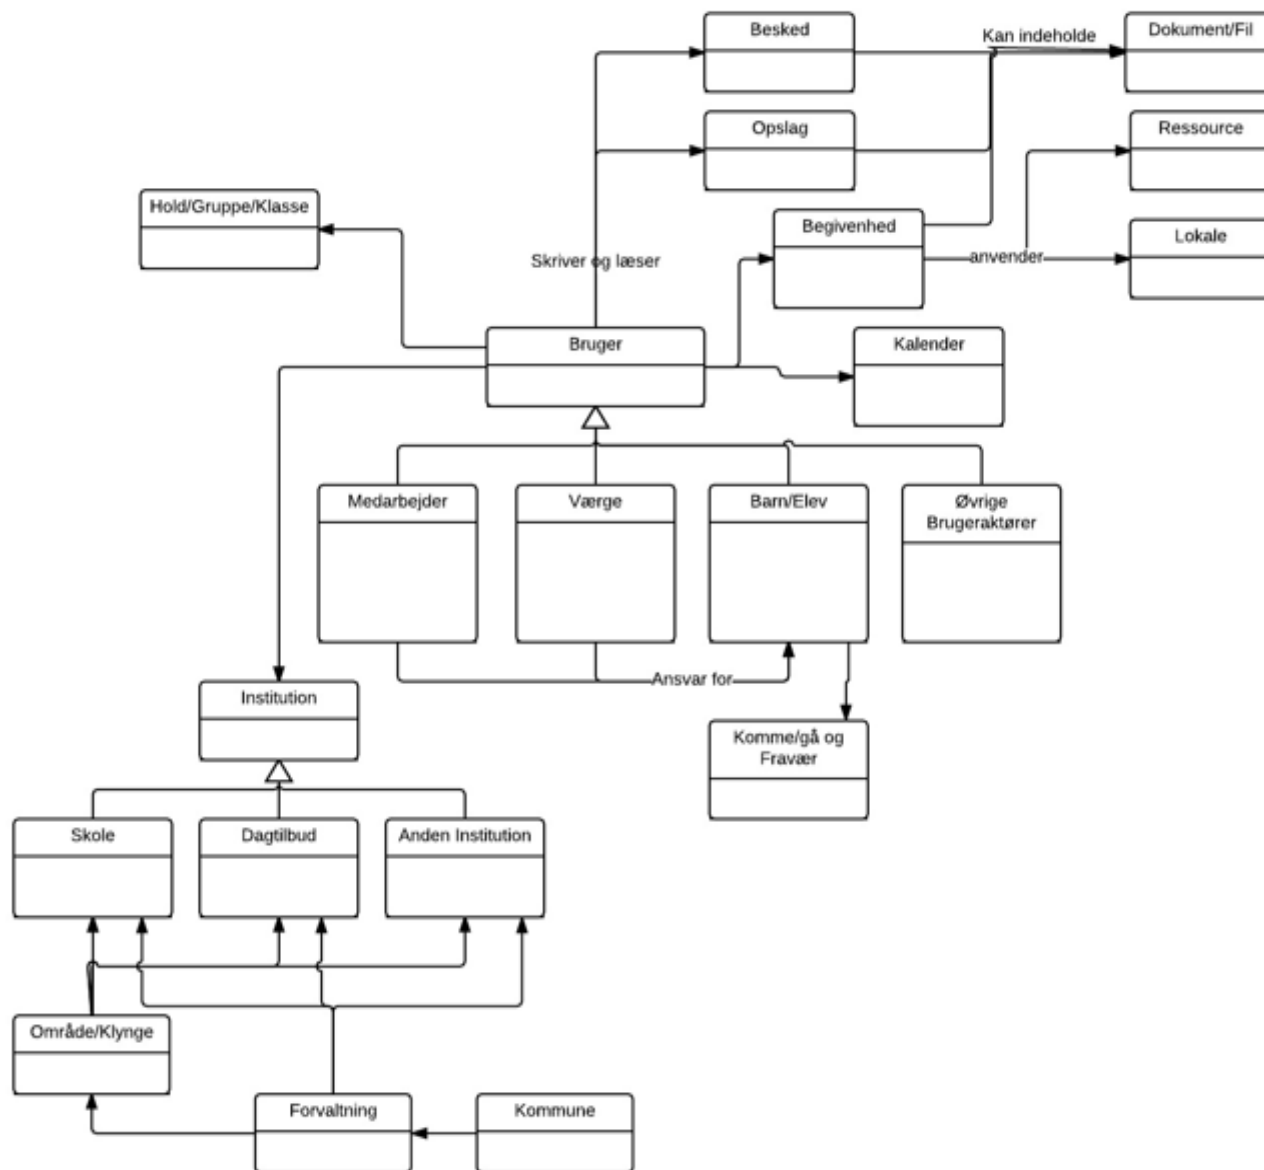 Besked
Kan indeholde
Dokument/Fil
Opslag
Ressource
Hold/Gruppe/Klasse
Begivenhed
Lokale
Skriver og læser
anvender
Bruger
Kalender
Medarbejder
Værge
Barn/Elev
Øvrige
Brugeraktører
Ansvar for
Institution
Komme/gå og
Fravær
Skole
Dagtilbud
Anden Institution
Område/Klynge
Forvaltning
Kommune